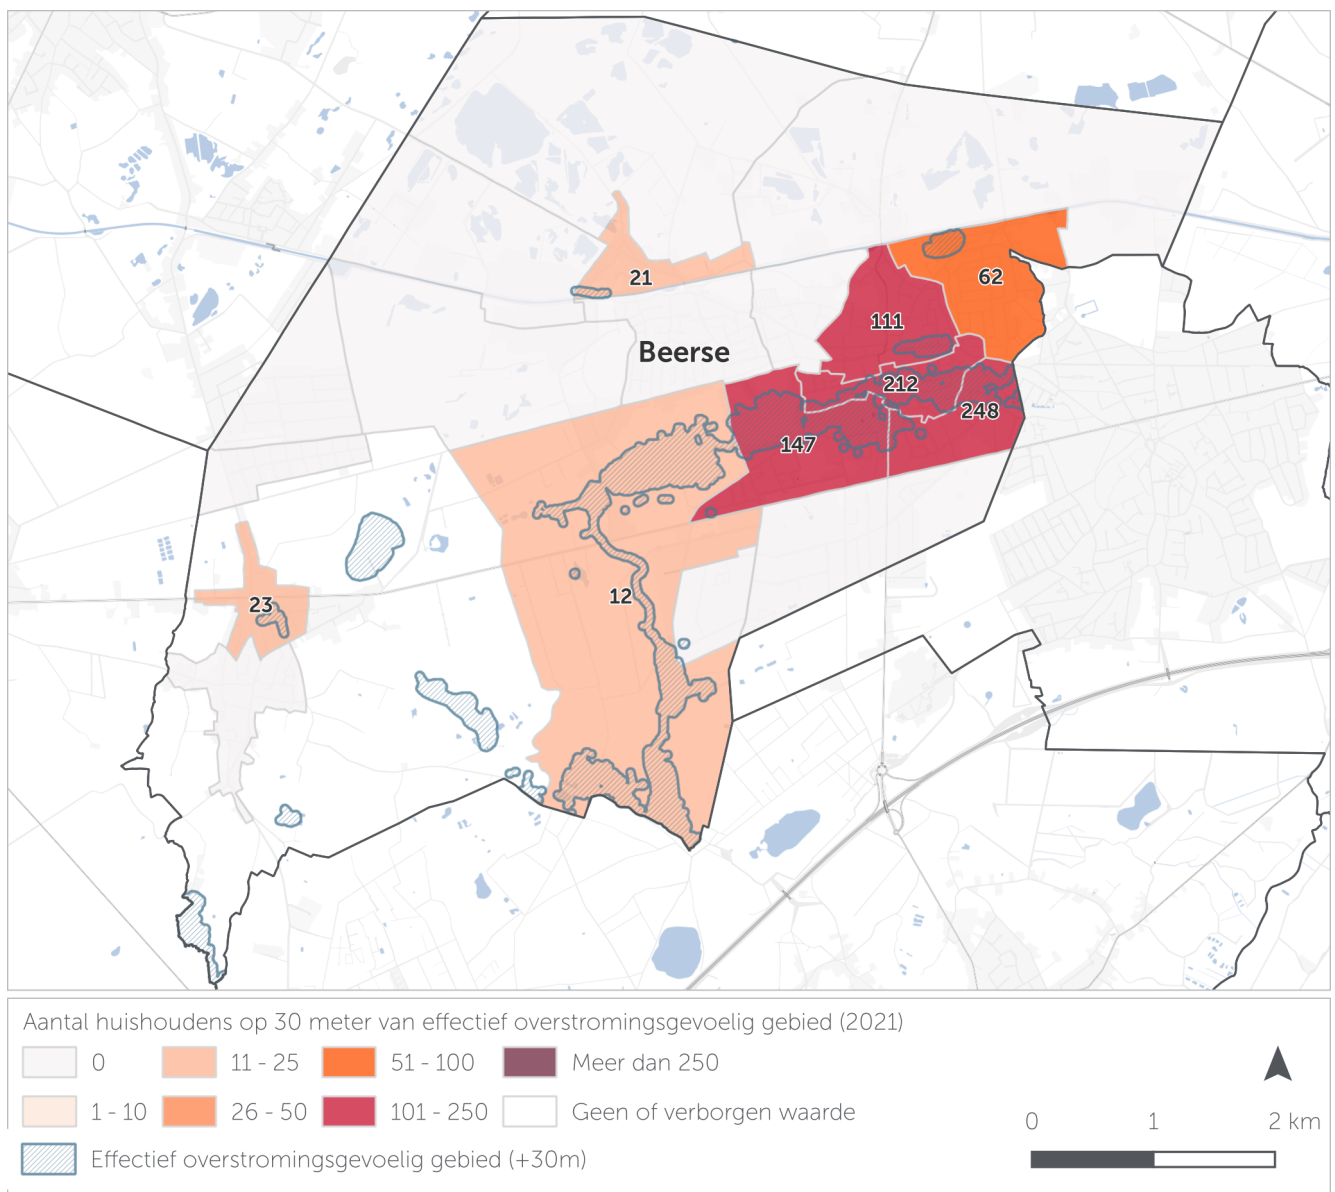 21
62
111
Beerse
212
248
147
12
23
Aantal huishoudens op 30 meter van effectief overstromingsgevoelig gebied (2021)
0 11 - 25 51 - 100 Meer dan 250
1 - 10 26 - 50 101 - 250 Geen of verborgen waarde
0 1 2 km
Effectief overstromingsgevoelig gebied (+30m)